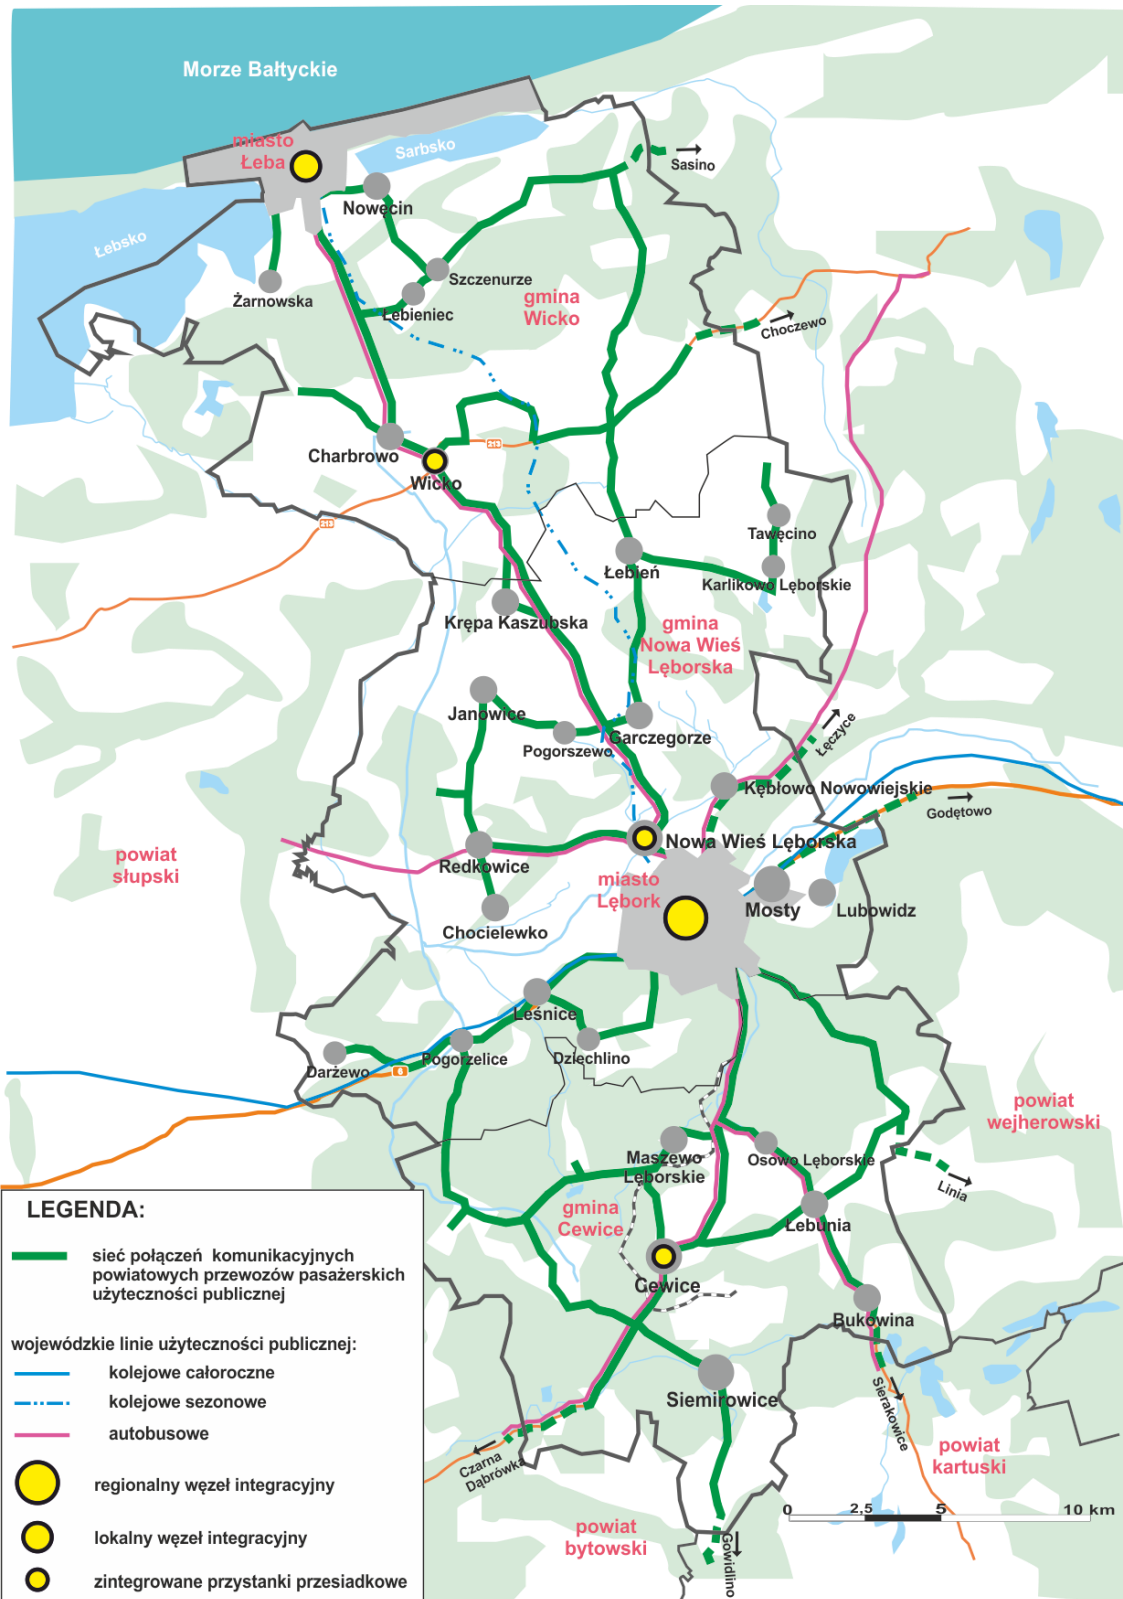 Morze Bałtyckie
miasto
Łeba
Sarbsko
Sasino
Nowęcin
Łebsko
Szczenurze
Żarnowska
Łebieniec
gmina
Wicko
Choczewo
Charbrowo
213
Wicko
213
Tawęcino
Łebień
Karlikowo Lęborskie
Krępa Kaszubska
gmina
Nowa Wieś
Lęborska
Janowice
Pogorszewo
Garczegorze
Łęczyce
Kębłowo Nowowiejskie
Godętowo
powiat
słupski
Redkowice
Nowa Wieś Lęborska
miasto
Lębork
Mosty
Lubowidz
Chocielewko
Leśnice
Darżewo
6
Pogorzelice
Dziechlino
powiat
wejherowski
Maszewo
Lęborskie
Osowo Lęborskie
Linia
gmina
Cewice
Łebunia
Cewice
Bukowina
Siemirowice
Sierakowice
Czarna
Dąbrówka
powiat
kartuski
powiat
bytowski
Gowidlino
0 2,5 5 10 km
LEGENDA:
sieć połączeń komunikacyjnych
powiatowych przewozów pasażerskich
użyteczności publicznej
wojewódzkie linie użyteczności publicznej:
kolejowe całoroczne
kolejowe sezonowe
autobusowe
regionalny węzeł integracyjny
lokalny węzeł integracyjny
zintegrowane przystanki przesiadkowe